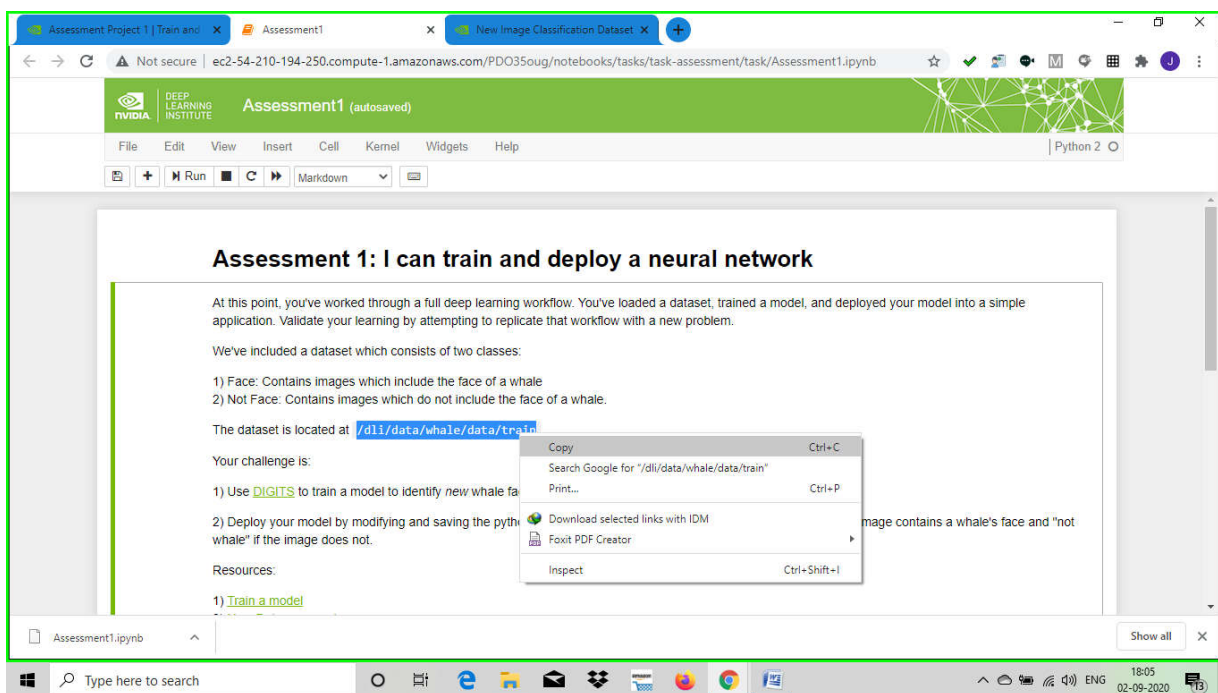 Assessment Project 1 | Train and
Assessment1
New Image Classification Dataset
Not secure | ec2-54-210-194-250.compute-1.amazonaws.com/PDO35oug/notebooks/tasks/task-assessment/task/Assessment1.ipynb
J
NVIDIA. DEEP LEARNING INSTITUTE
Assessment1 (autosaved)
File Edit View Insert Cell Kernel Widgets Help
Python 2
Run
Markdown
Assessment 1: I can train and deploy a neural network
At this point, you've worked through a full deep learning workflow. You've loaded a dataset, trained a model, and deployed your model into a simple
application. Validate your learning by attempting to replicate that workflow with a new problem.
We've included a dataset which consists of two classes:
1) Face: Contains images which include the face of a whale
2) Not Face: Contains images which do not include the face of a whale.
The dataset is located at /dli/data/whale/data/train
Copy Ctrl+C
Your challenge is:
Search Google for "/dli/data/whale/data/train"
Print... Ctrl+P
1) Use DIGITS to train a model to identify new whale fa
Download selected links with IDM
2) Deploy your model by modifying and saving the pyth
mage contains a whale's face and "not
whale" if the image does not.
Foxit PDF Creator
Resources:
Inspect Ctrl+Shift+I
1) Train a model
Assessment1.ipynb
Show all
Type here to search
ENG
18:05
02-09-2020
13